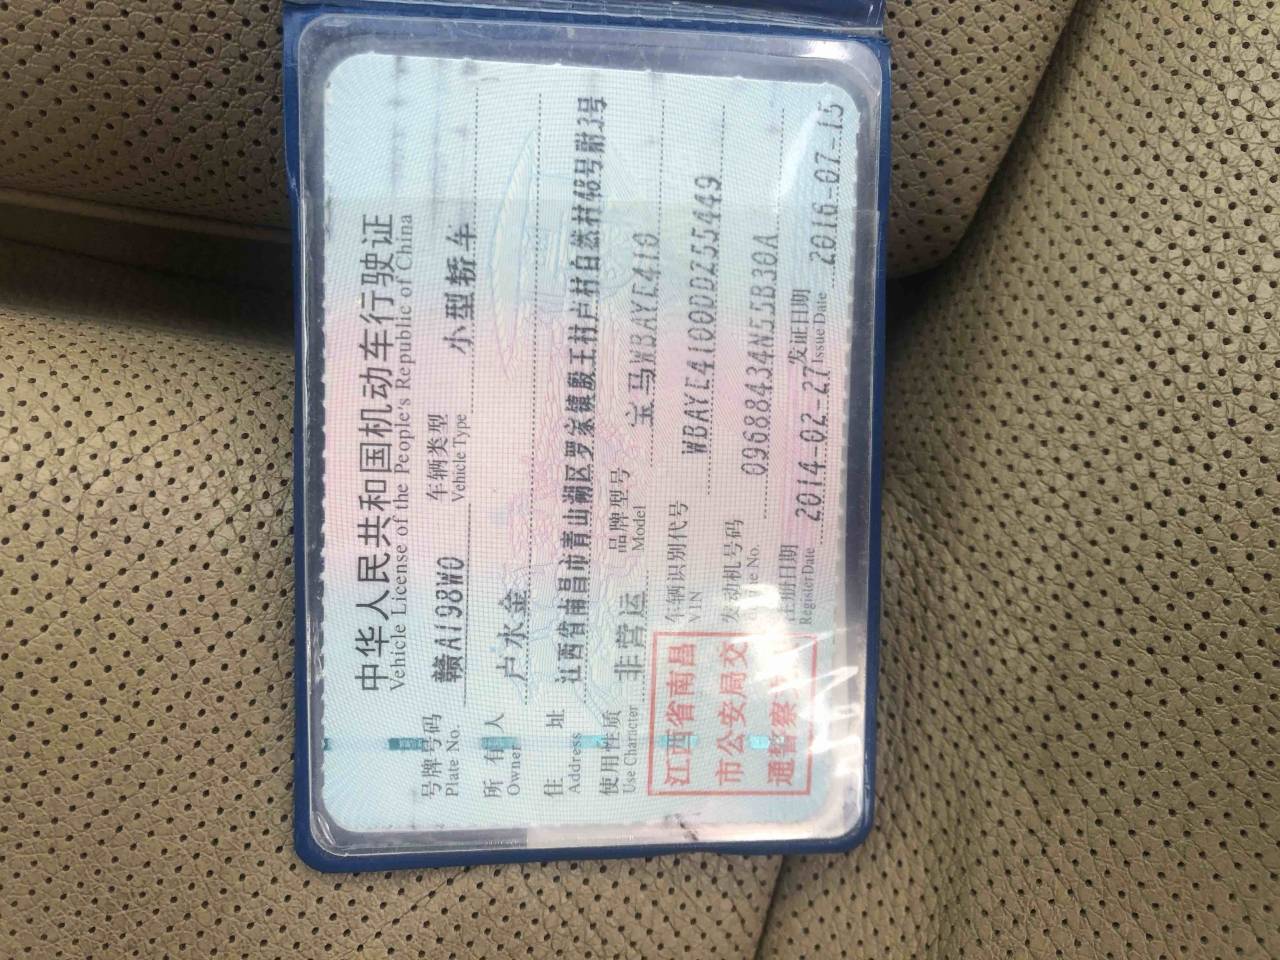 中华人民共和国机动车行驶证
Vehicle License of the People's Republic of China
号牌号码 赣A198W0 车辆类型 小型轿车
Plate No. Vehicle Type
所有人 卢水金
Owner
住址 江西省南昌市青山湖区罗家镇殷王村卢村自然村48号附3号
Address
使用性质 非营运 品牌型号 宝马WBAYE410
Use Character Model
江西省南昌
市公安局交
通警察
车辆识别代号 WBAYE410DDD255449
VIN
发动机号码 09688434N55B30A
No.
注册日期 2014-02-27 发证日期 2016-07-15
Register Date Issue Date